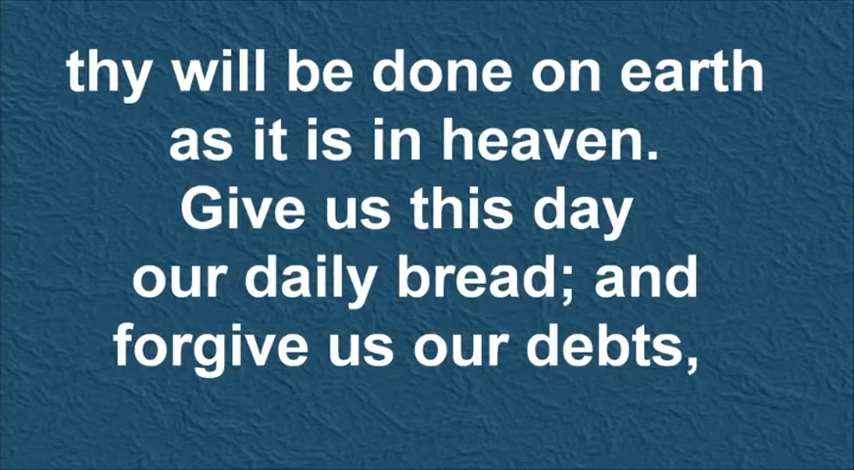 thy will be done on earth
as it is in heaven.
Give us this day
our daily bread; and
forgive us our debts,